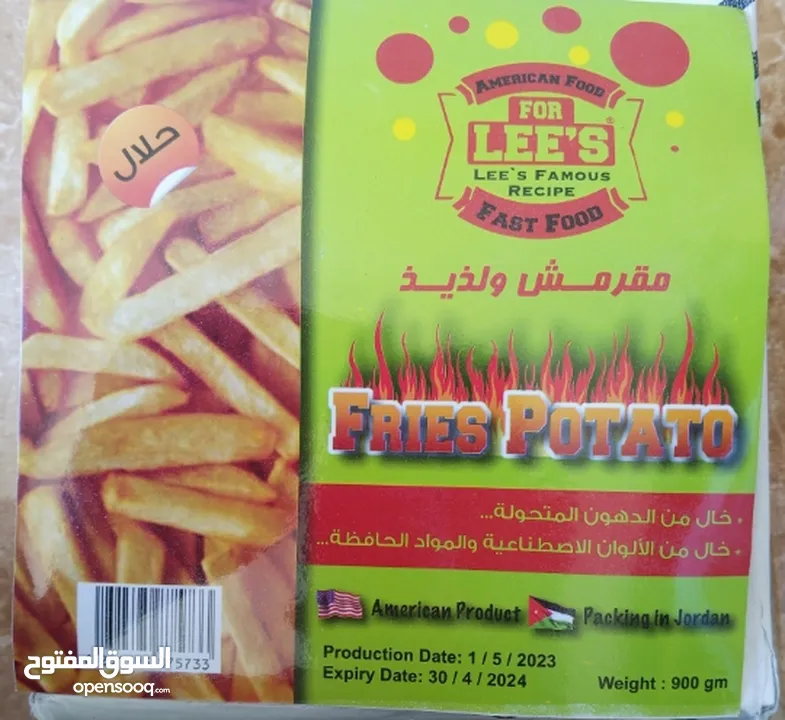 حلال
AMERICAN FOOD
FOR
LEE'S®
LEE`S FAMOUS
RECIPE
FAST FOOD
مقرمش ولذيذ
FRIES POTATO
• خال من الدهون المتحولة...
• خال من الألوان الاصطناعية والمواد الحافظة...
American Product
Packing in Jordan
Production Date: 1 / 5 / 2023
Expiry Date: 30 / 4 / 2024
Weight : 900 gm
75733
السوق المفتوح
opensooq.com